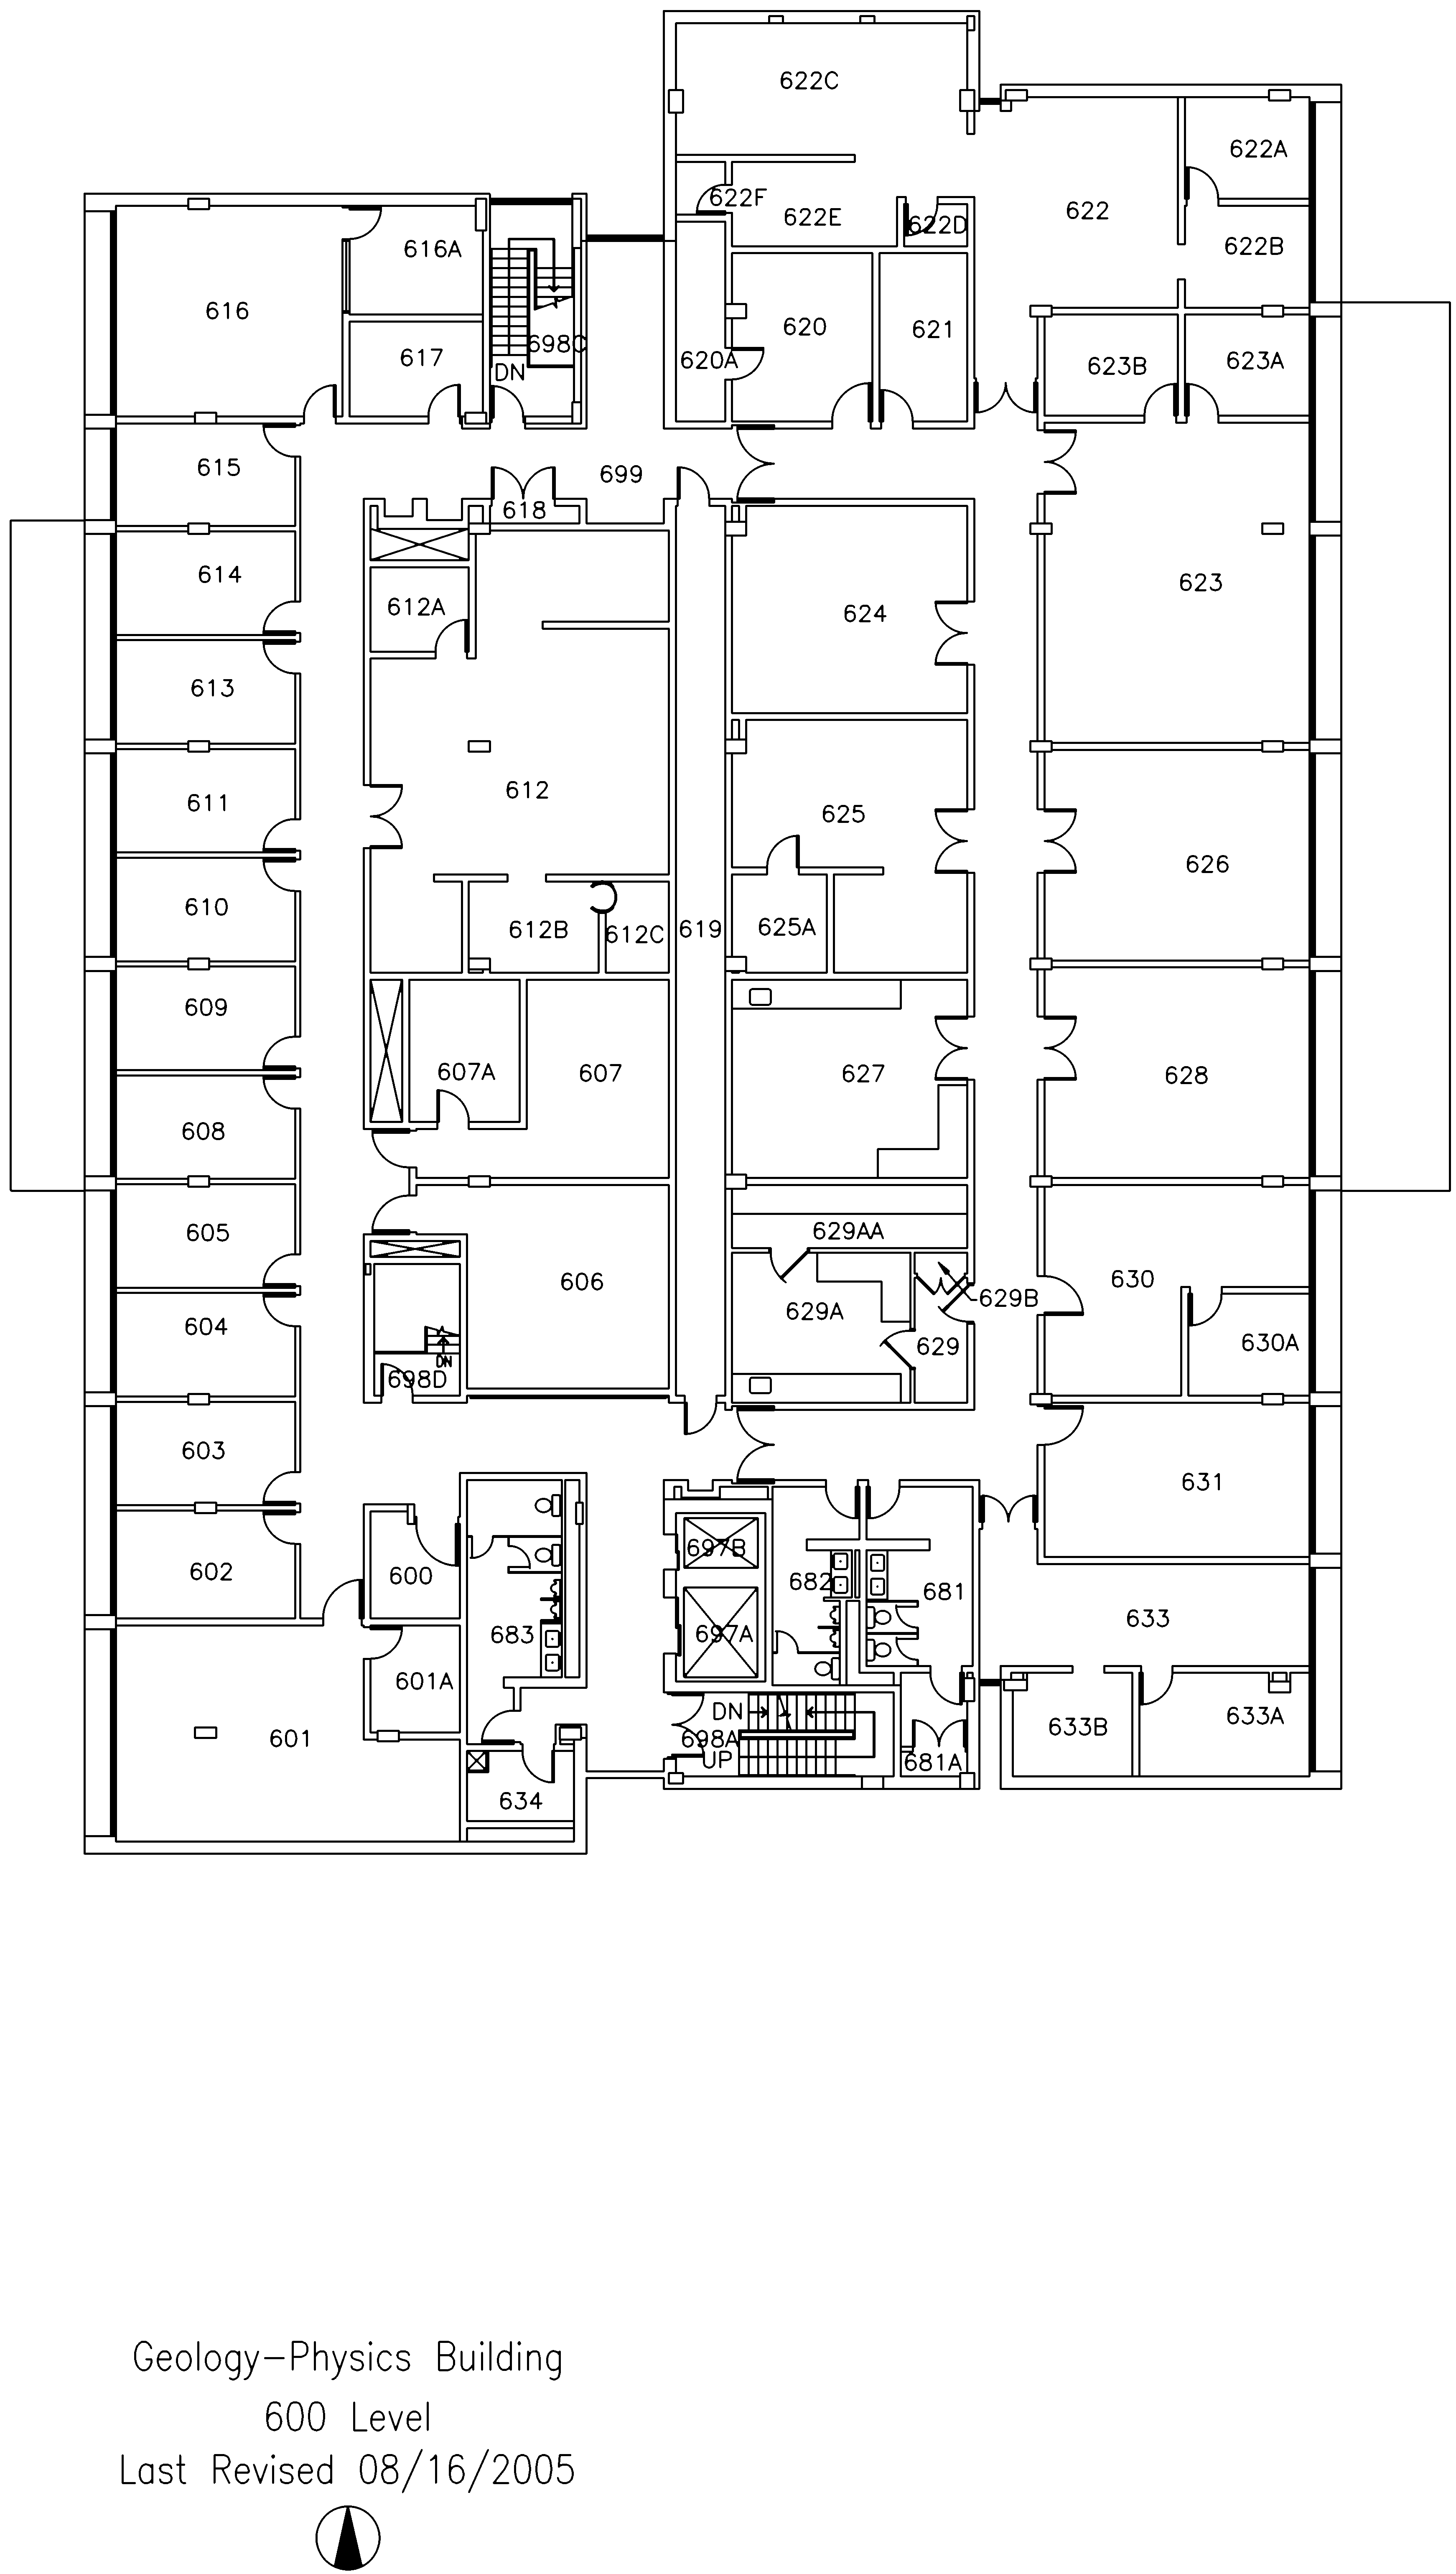 622C
622A
622F
622E
622D
622
622B
616A
616
698C
617
DN
620
621
620A
623B
623A
615
699
618
614
612A
624
623
613
611
612
625
626
610
612B
612C
619
625A
609
607A
607
627
628
608
605
629AA
606
629A
629B
630
604
629
630A
DN
698D
603
631
602
600
697B
682
681
683
697A
633
601A
601
DN
698A
UP
681A
633B
633A
634
Geology-Physics Building
600 Level
Last Revised 08/16/2005